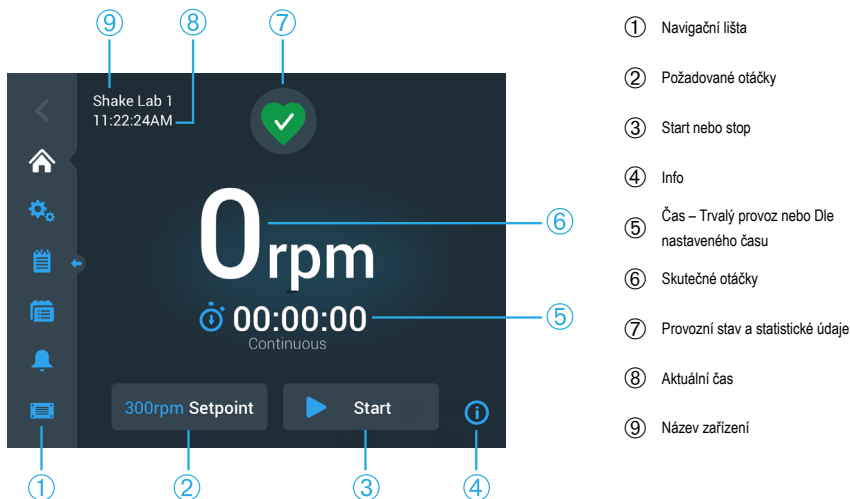 ⑨
⑧
⑦
Shake Lab 1
11:22:24AM
0rpm
⑥
00:00:00
⑤
Continuous
300rpm Setpoint
Start
①
②
③
④
① Navigační lišta
② Požadované otáčky
③ Start nebo stop
④ Info
⑤ Čas – Trvalý provoz nebo Dle
nastaveného času
⑥ Skutečné otáčky
⑦ Provozní stav a statistické údaje
⑧ Aktuální čas
⑨ Název zařízení